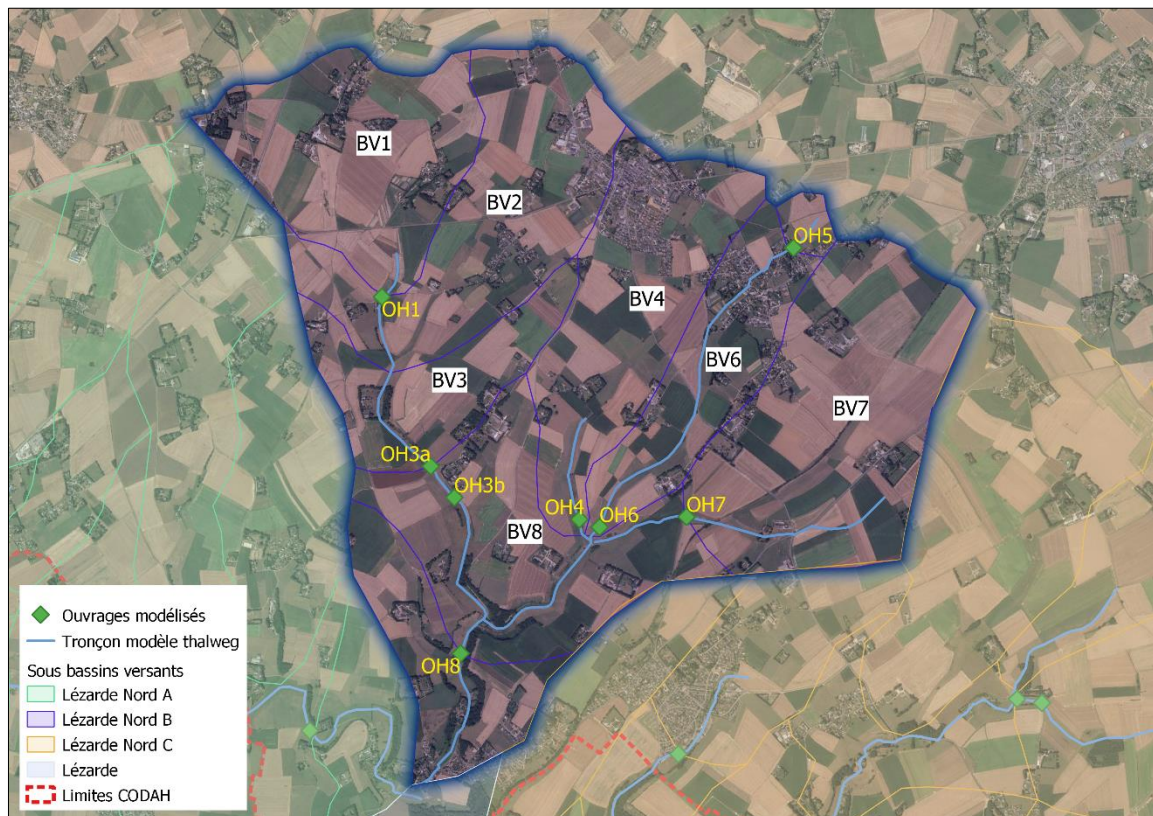 BV1
BV2
OH5
OH1
BV4
BV6
BV3
BV7
OH3a
OH3b
OH4
OH6
OH7
BV8
OH8
Ouvrages modélisés
Tronçon modèle thalweg
Sous bassins versants
Lézarde Nord A
Lézarde Nord B
Lézarde Nord C
Lézarde
Limites CODAH